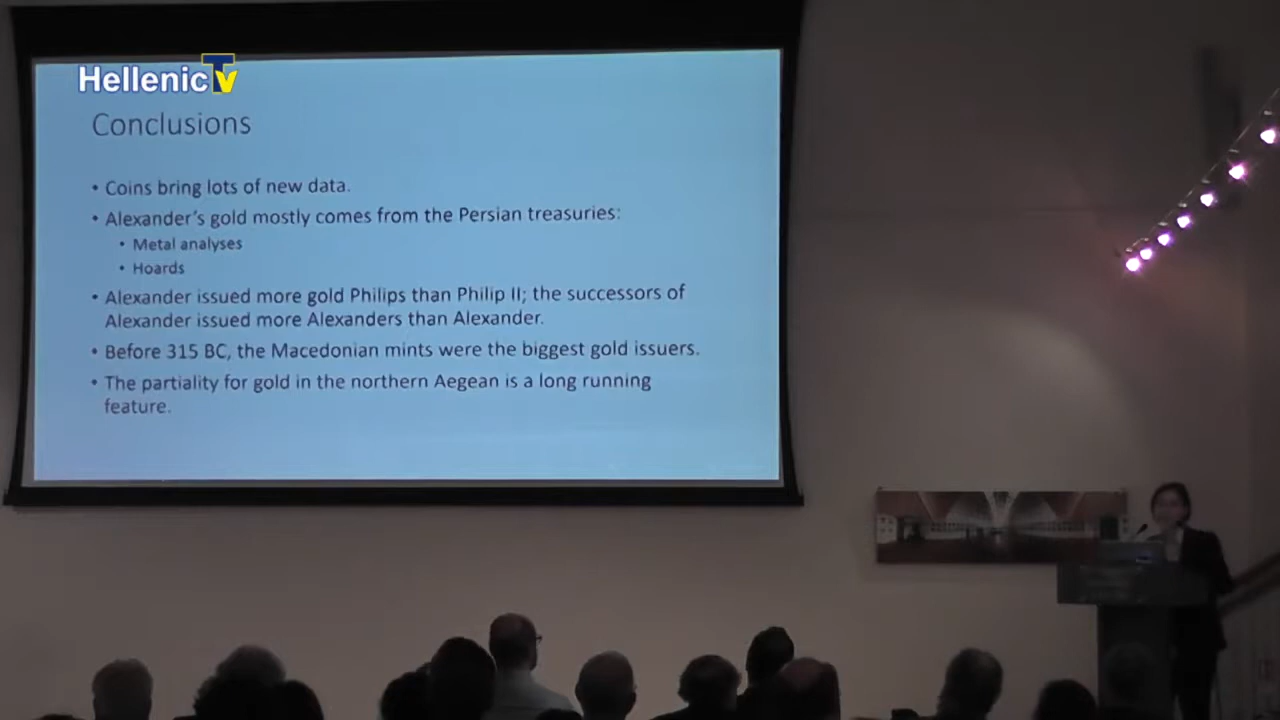 Hellenic Tv
Conclusions
• Coins bring lots of new data.
• Alexander's gold mostly comes from the Persian treasuries:
• Metal analyses
• Hoards
• Alexander issued more gold Philips than Philip II; the successors of
Alexander issued more Alexanders than Alexander.
• Before 315 BC, the Macedonian mints were the biggest gold issuers.
• The partiality for gold in the northern Aegean is a long running
feature.